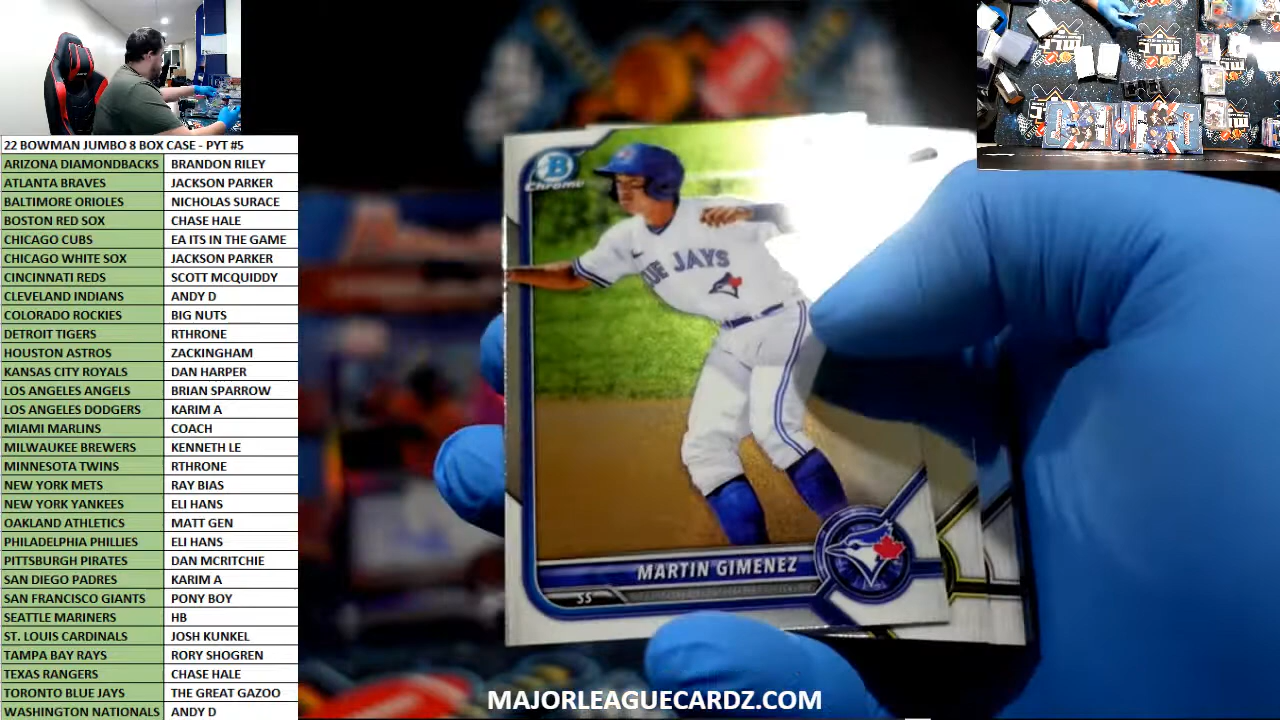 22 BOWMAN JUMBO 8 BOX CASE - PYT #5
ARIZONA DIAMONDBACKS BRANDON RILEY
ATLANTA BRAVES JACKSON PARKER
BALTIMORE ORIOLES NICHOLAS SURACE
BOSTON RED SOX CHASE HALE
CHICAGO CUBS EA ITS IN THE GAME
CHICAGO WHITE SOX JACKSON PARKER
CINCINNATI REDS SCOTT MCQUIDDY
CLEVELAND INDIANS ANDY D
COLORADO ROCKIES BIG NUTS
DETROIT TIGERS RTHRONE
HOUSTON ASTROS ZACKINGHAM
KANSAS CITY ROYALS DAN HARPER
LOS ANGELES ANGELS BRIAN SPARROW
LOS ANGELES DODGERS KARIM A
MIAMI MARLINS COACH
MILWAUKEE BREWERS KENNETH LE
MINNESOTA TWINS RTHRONE
NEW YORK METS RAY BIAS
NEW YORK YANKEES ELI HANS
OAKLAND ATHLETICS MATT GEN
PHILADELPHIA PHILLIES ELI HANS
PITTSBURGH PIRATES DAN MCRITCHIE
SAN DIEGO PADRES KARIM A
SAN FRANCISCO GIANTS PONY BOY
SEATTLE MARINERS HB
ST. LOUIS CARDINALS JOSH KUNKEL
TAMPA BAY RAYS RORY SHOGREN
TEXAS RANGERS CHASE HALE
TORONTO BLUE JAYS THE GREAT GAZOO
WASHINGTON NATIONALS ANDY D
B
Chrome
UE JAYS
MARTIN GIMENEZ
SS
MAJORLEAGUECARDZ.COM